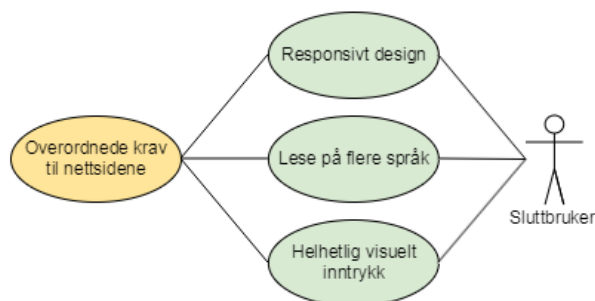 Responsivt design
Overordnede krav
til nettsidene
Lese på flere språk
Sluttbruker
Helhetlig visuelt
inntrykk